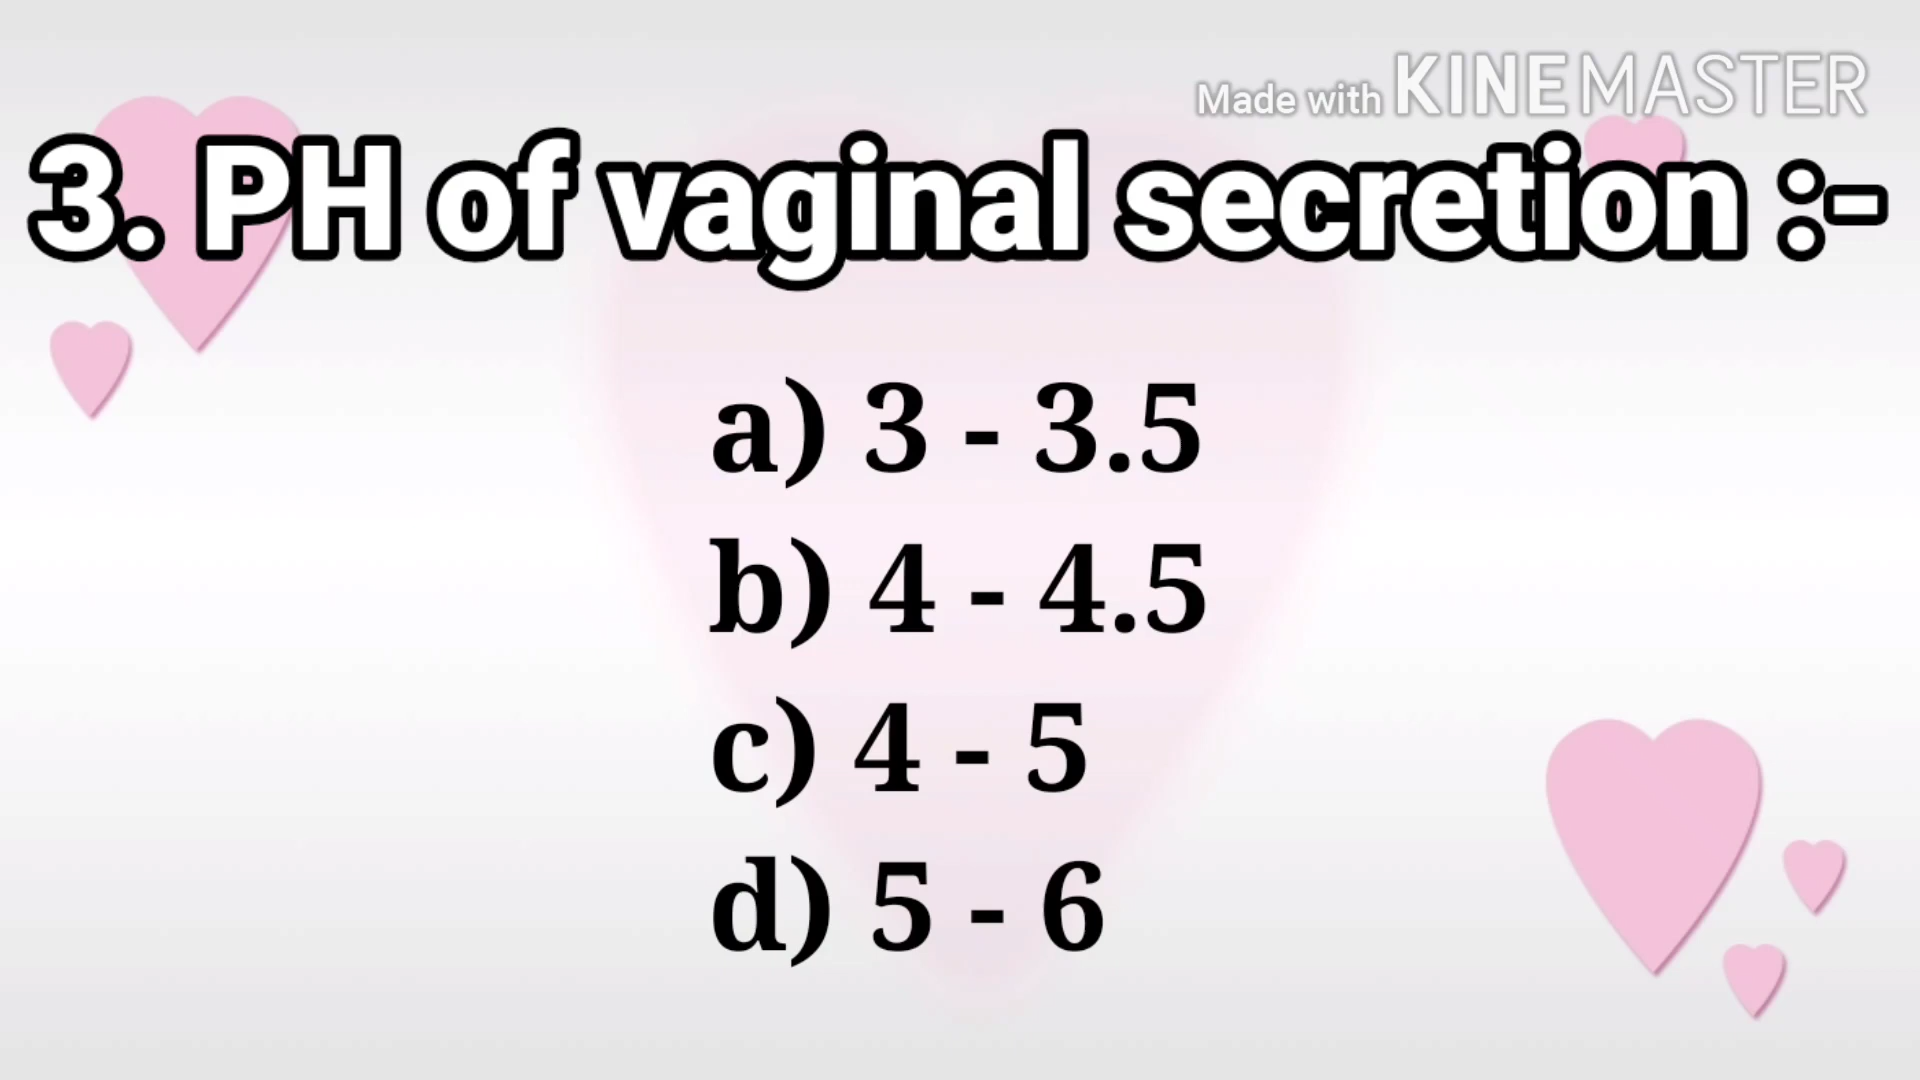 Made with KINEMASTER
3. PH of vaginal secretion :-
a) 3 - 3.5
b) 4 - 4.5
c) 4 - 5
d) 5 - 6